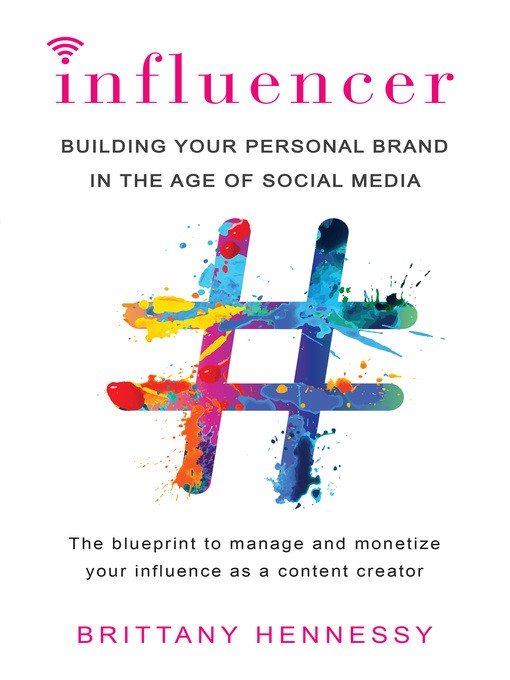 influencer
BUILDING YOUR PERSONAL BRAND
IN THE AGE OF SOCIAL MEDIA
#
The blueprint to manage and monetize
your influence as a content creator
BRITTANY HENNESSY